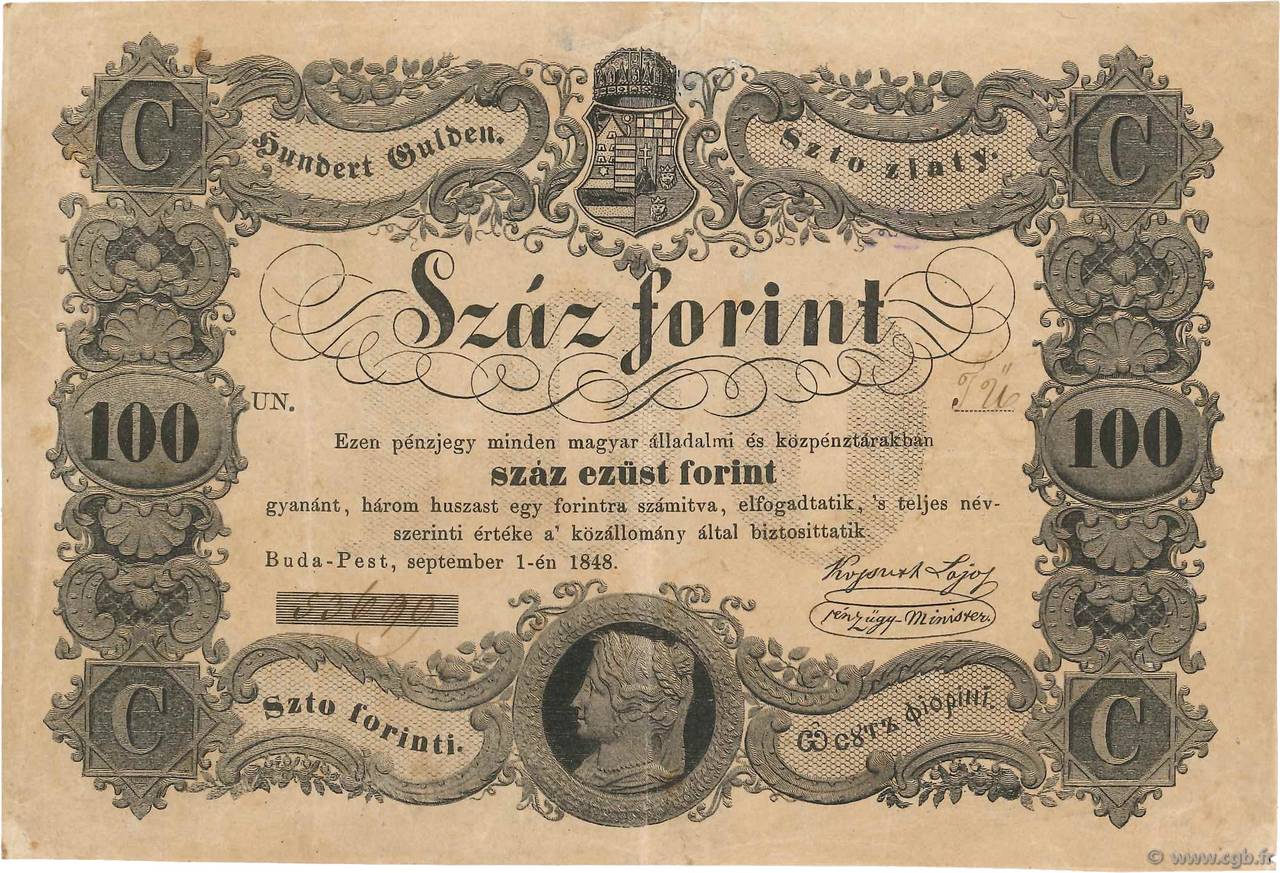 C
Hundert Gulden.
Szto zlaty.
C
Száz forint
100
UN.
T Ü
100
Ezen pénzjegy minden magyar álladalmi és közpénztárakban
száz ezüst forint
gyanánt, három huszast egy forintra számitva, elfogadtatik, 's teljes név-
szerinti értéke a' közállomány által biztosittatik.
Buda-Pest, september 1-én 1848.
Kossuth Lajos
pénzügy-Minister.
C
Szto forinti.
C
© www.cgb.fr